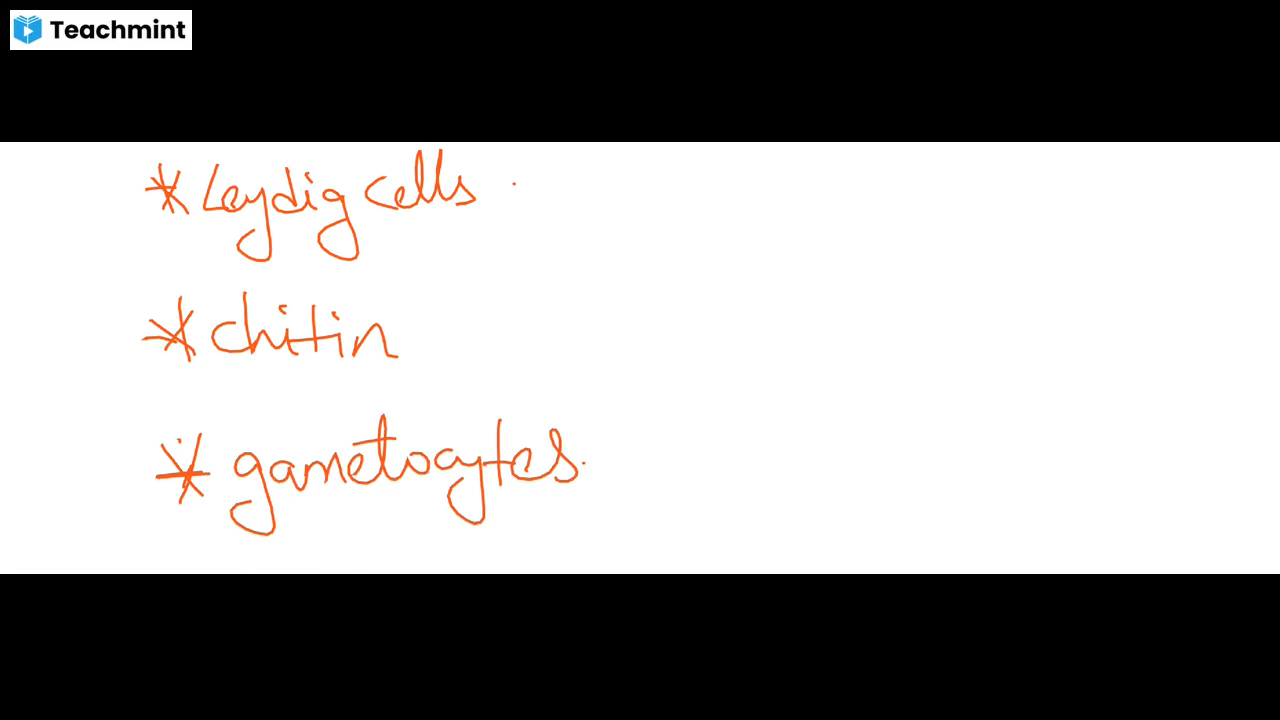 Teachmint
* Leydig cells
* chitin
* gametocytes.